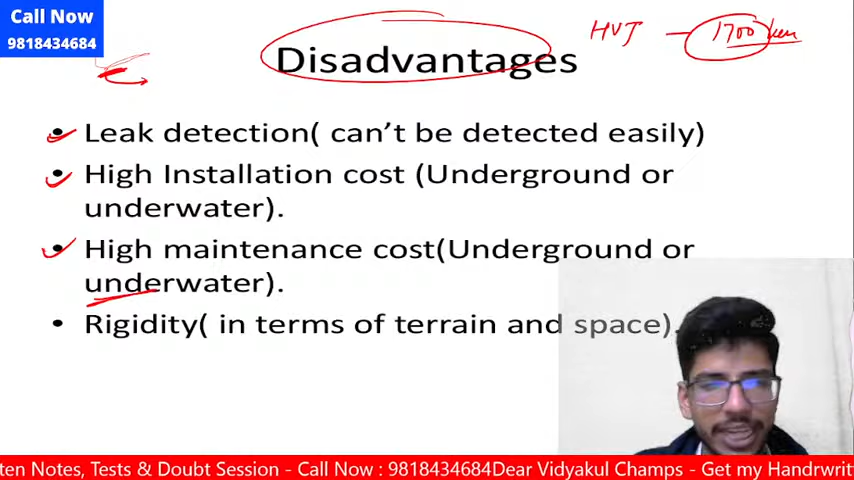 Call Now
9818434684
HVJ - 1700 km
Disadvantages
• Leak detection( can't be detected easily)
• High Installation cost (Underground or
underwater).
• High maintenance cost(Underground or
underwater).
• Rigidity( in terms of terrain and space).
ten Notes, Tests & Doubt Session - Call Now : 9818434684Dear Vidyakul Champs - Get my Handrwrit